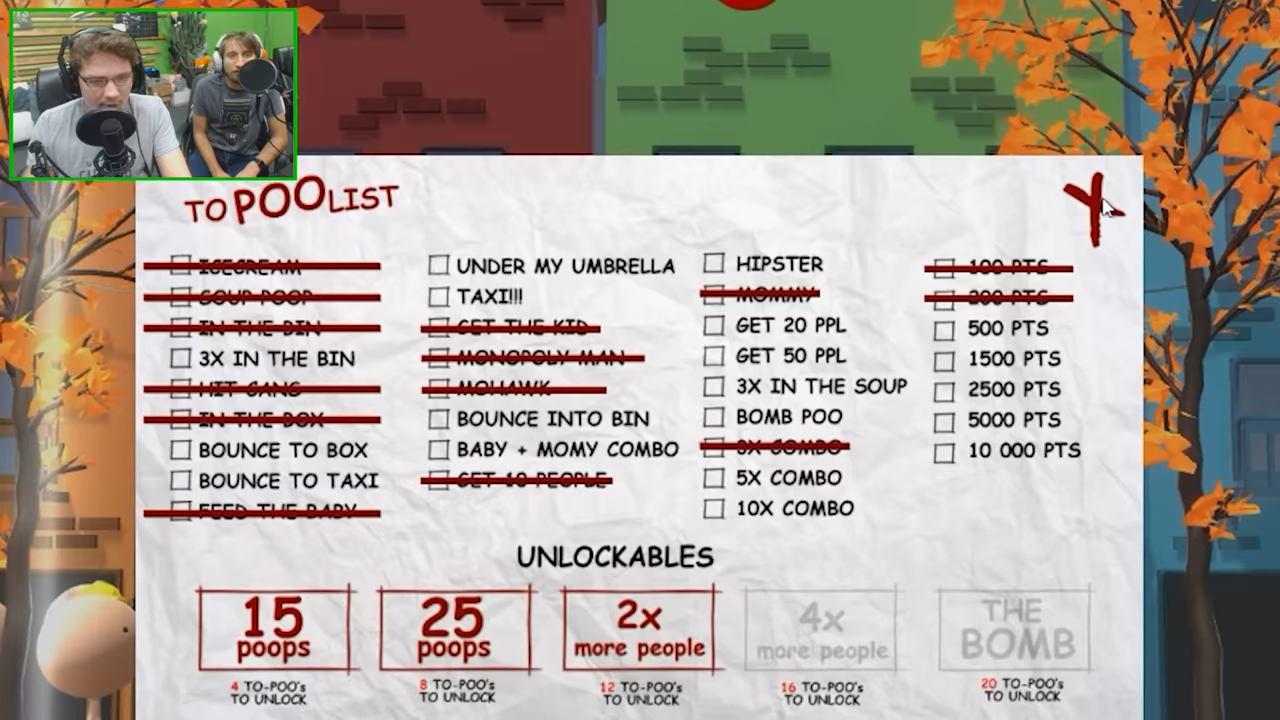 TO POO LIST
ICECREAM
SOUP POOP
IN THE BIN
3X IN THE BIN
HIT GANG
IN THE BOX
BOUNCE TO BOX
BOUNCE TO TAXI
FEED THE BABY
UNDER MY UMBRELLA
TAXI!!!
GET THE KID
MONOPOLY MAN
MOHAWK
BOUNCE INTO BIN
BABY + MOMY COMBO
GET 10 PEOPLE
HIPSTER
MOMMY
GET 20 PPL
GET 50 PPL
3X IN THE SOUP
BOMB POO
3X COMBO
5X COMBO
10X COMBO
100 PTS
200 PTS
500 PTS
1500 PTS
2500 PTS
5000 PTS
10 000 PTS
UNLOCKABLES
15
poops
4 TO-POO's
TO UNLOCK
25
poops
8 TO-POO's
TO UNLOCK
2x
more people
12 TO-POO's
TO UNLOCK
4x
more people
16 TO-POO's
TO UNLOCK
THE
BOMB
20 TO-POO's
TO UNLOCK